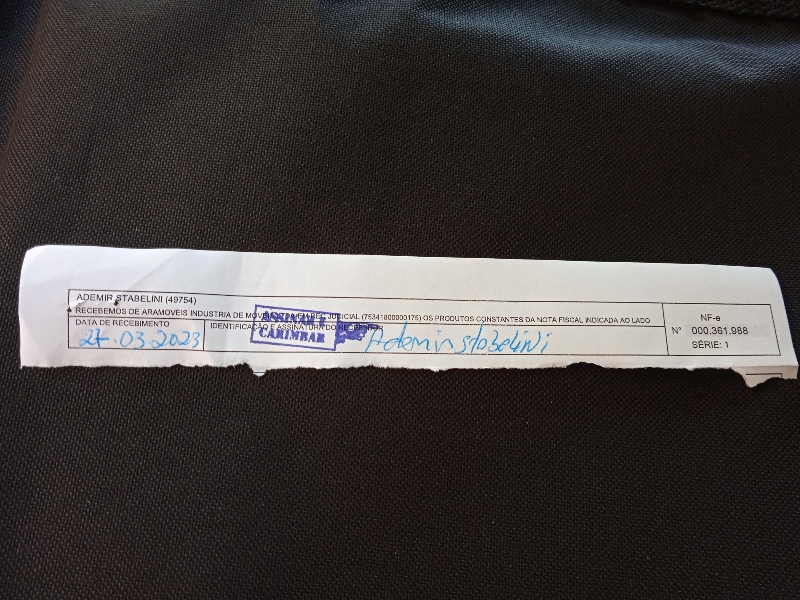 ADEMIR STABELINI (49754)
RECEBEMOS DE ARAMOVEIS INDUSTRIA DE MOVEIS LTDA EM REC JUDICIAL (75341800000175) OS PRODUTOS CONSTANTES DA NOTA FISCAL INDICADA AO LADO
DATA DE RECEBIMENTO
27.03.2023
IDENTIFICAÇÃO E ASSINATURA DO RECEBEDOR
ASSINAR E
CARIMBAR
Ademir stabelini
NF-e
N° 000,361,988
SÉRIE: 1